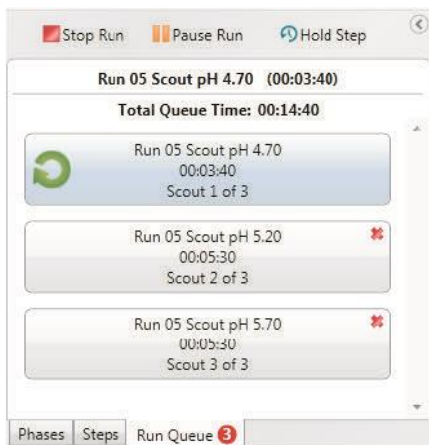 Stop Run Pause Run Hold Step
Run 05 Scout pH 4.70 (00:03:40)
Total Queue Time: 00:14:40
Run 05 Scout pH 4.70
00:03:40
Scout 1 of 3
Run 05 Scout pH 5.20
00:05:30
Scout 2 of 3
Run 05 Scout pH 5.70
00:05:30
Scout 3 of 3
Phases Steps Run Queue 3